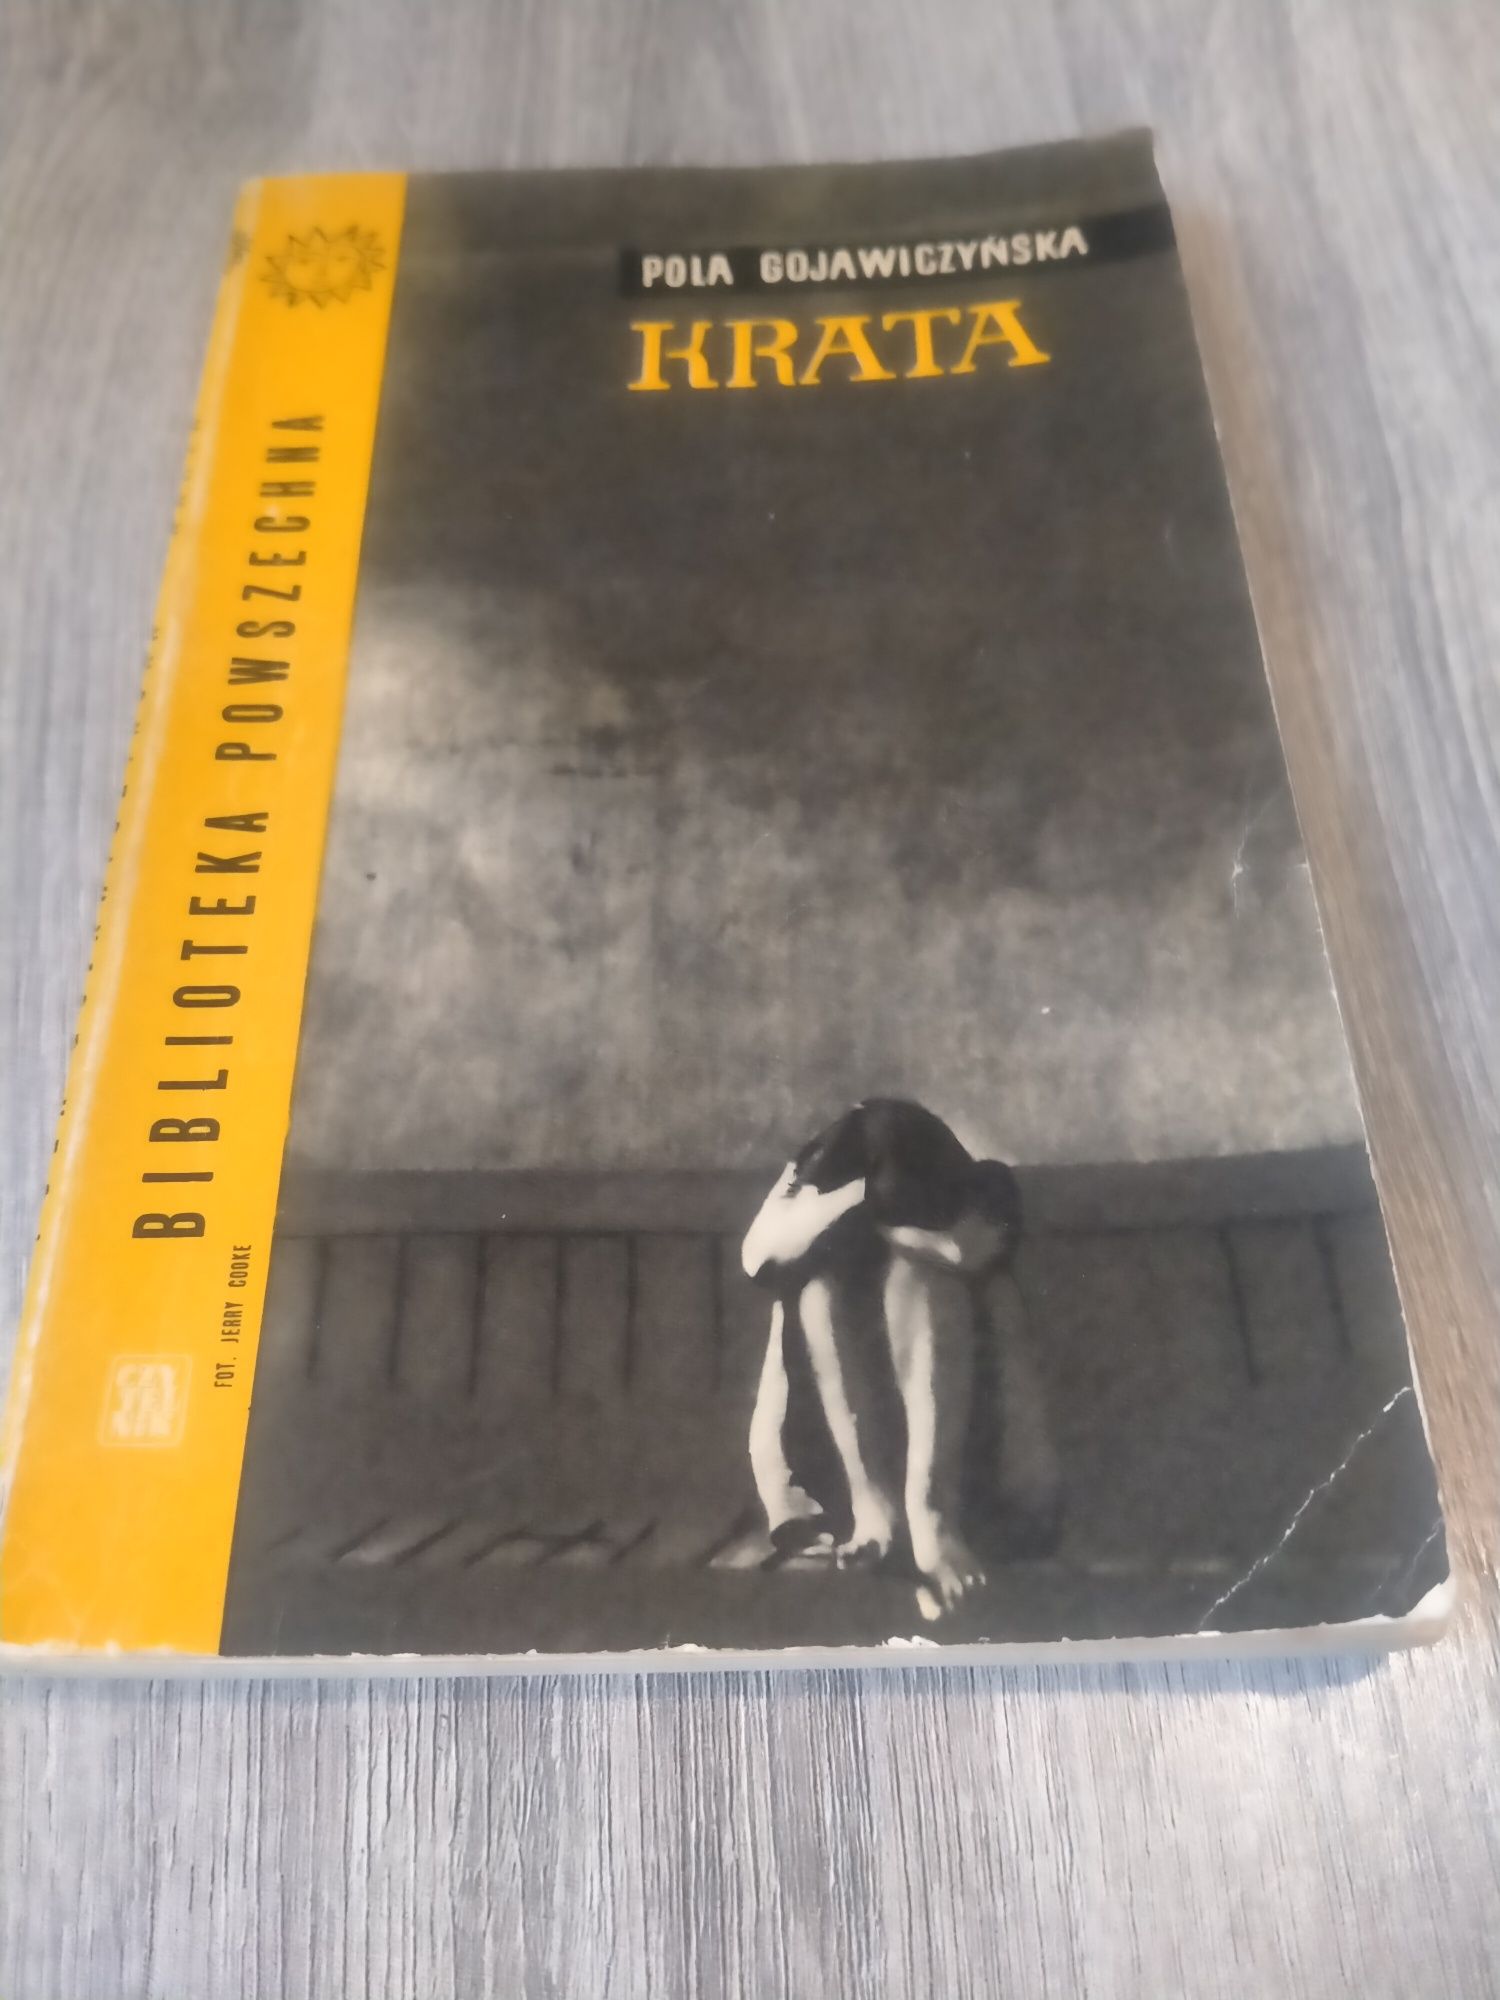 POLA GOJAWICZYŃSKA
KRATA
BIBLIOTEKA POWSZECHNA
FOT. JERRY COOKE